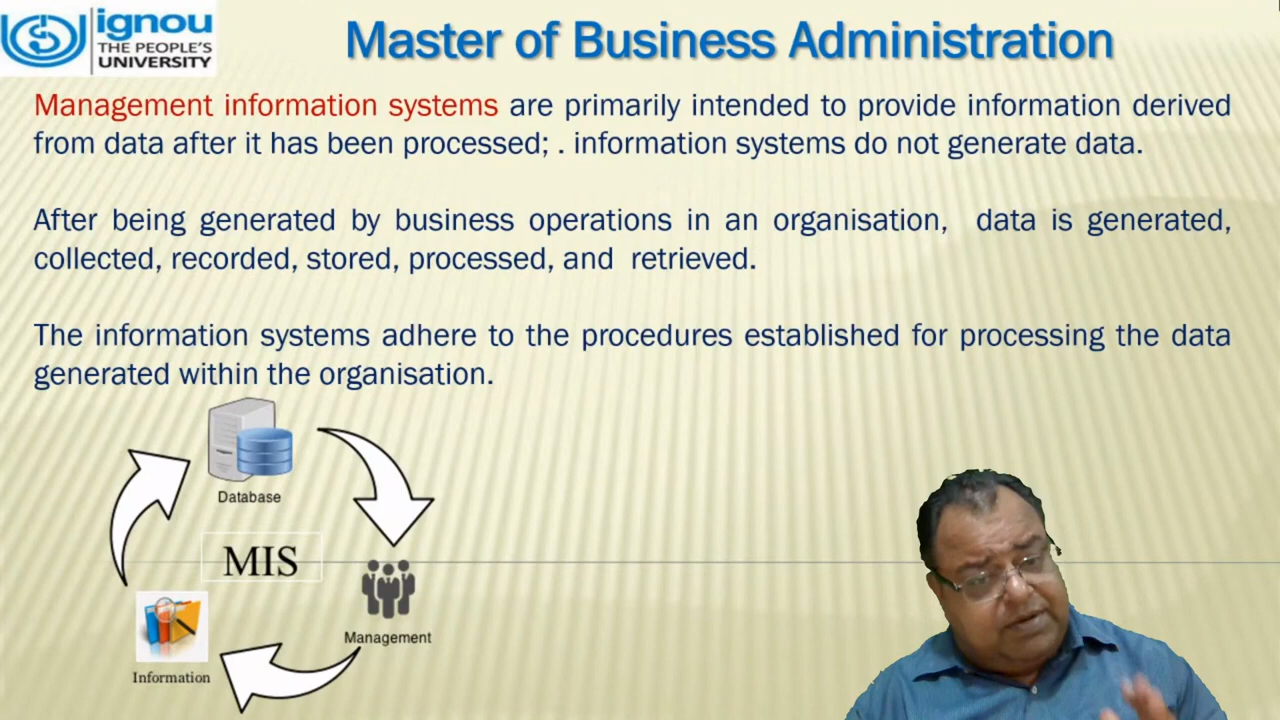 ignou
THE PEOPLE'S
UNIVERSITY
Master of Business Administration
Management information systems are primarily intended to provide information derived
from data after it has been processed; . information systems do not generate data.
After being generated by business operations in an organisation, data is generated,
collected, recorded, stored, processed, and retrieved.
The information systems adhere to the procedures established for processing the data
generated within the organisation.
Database
MIS
Management
Information